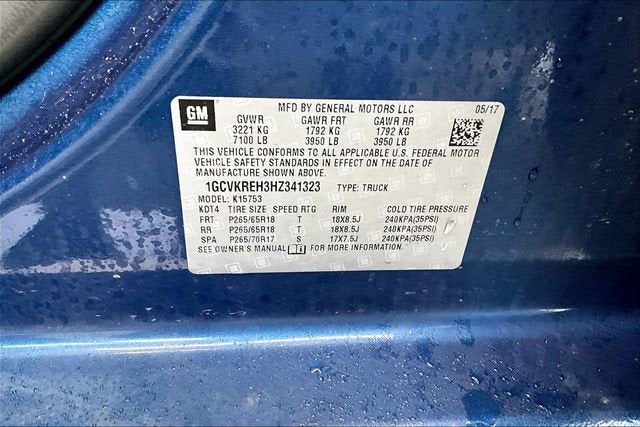 GM MFD BY GENERAL MOTORS LLC 05/17
GVWR GAWR FRT GAWR RR
3221 KG 1792 KG 1792 KG
7100 LB 3950 LB 3950 LB
THIS VEHICLE CONFORMS TO ALL APPLICABLE U.S. FEDERAL MOTOR
VEHICLE SAFETY STANDARDS IN EFFECT ON THE DATE OF
MANUFACTURE SHOWN ABOVE.
1GCVKREH3HZ341323 TYPE: TRUCK
MODEL: K15753
KDT4 TIRE SIZE SPEED RTG RIM COLD TIRE PRESSURE
FRT P265/65R18 T 18X8.5J 240KPA(35PSI)
RR P265/65R18 T 18X8.5J 240KPA(35PSI)
SPA P265/70R17 S 17X7.5J 240KPA(35PSI)
SEE OWNER'S MANUAL FOR MORE INFORMATION.